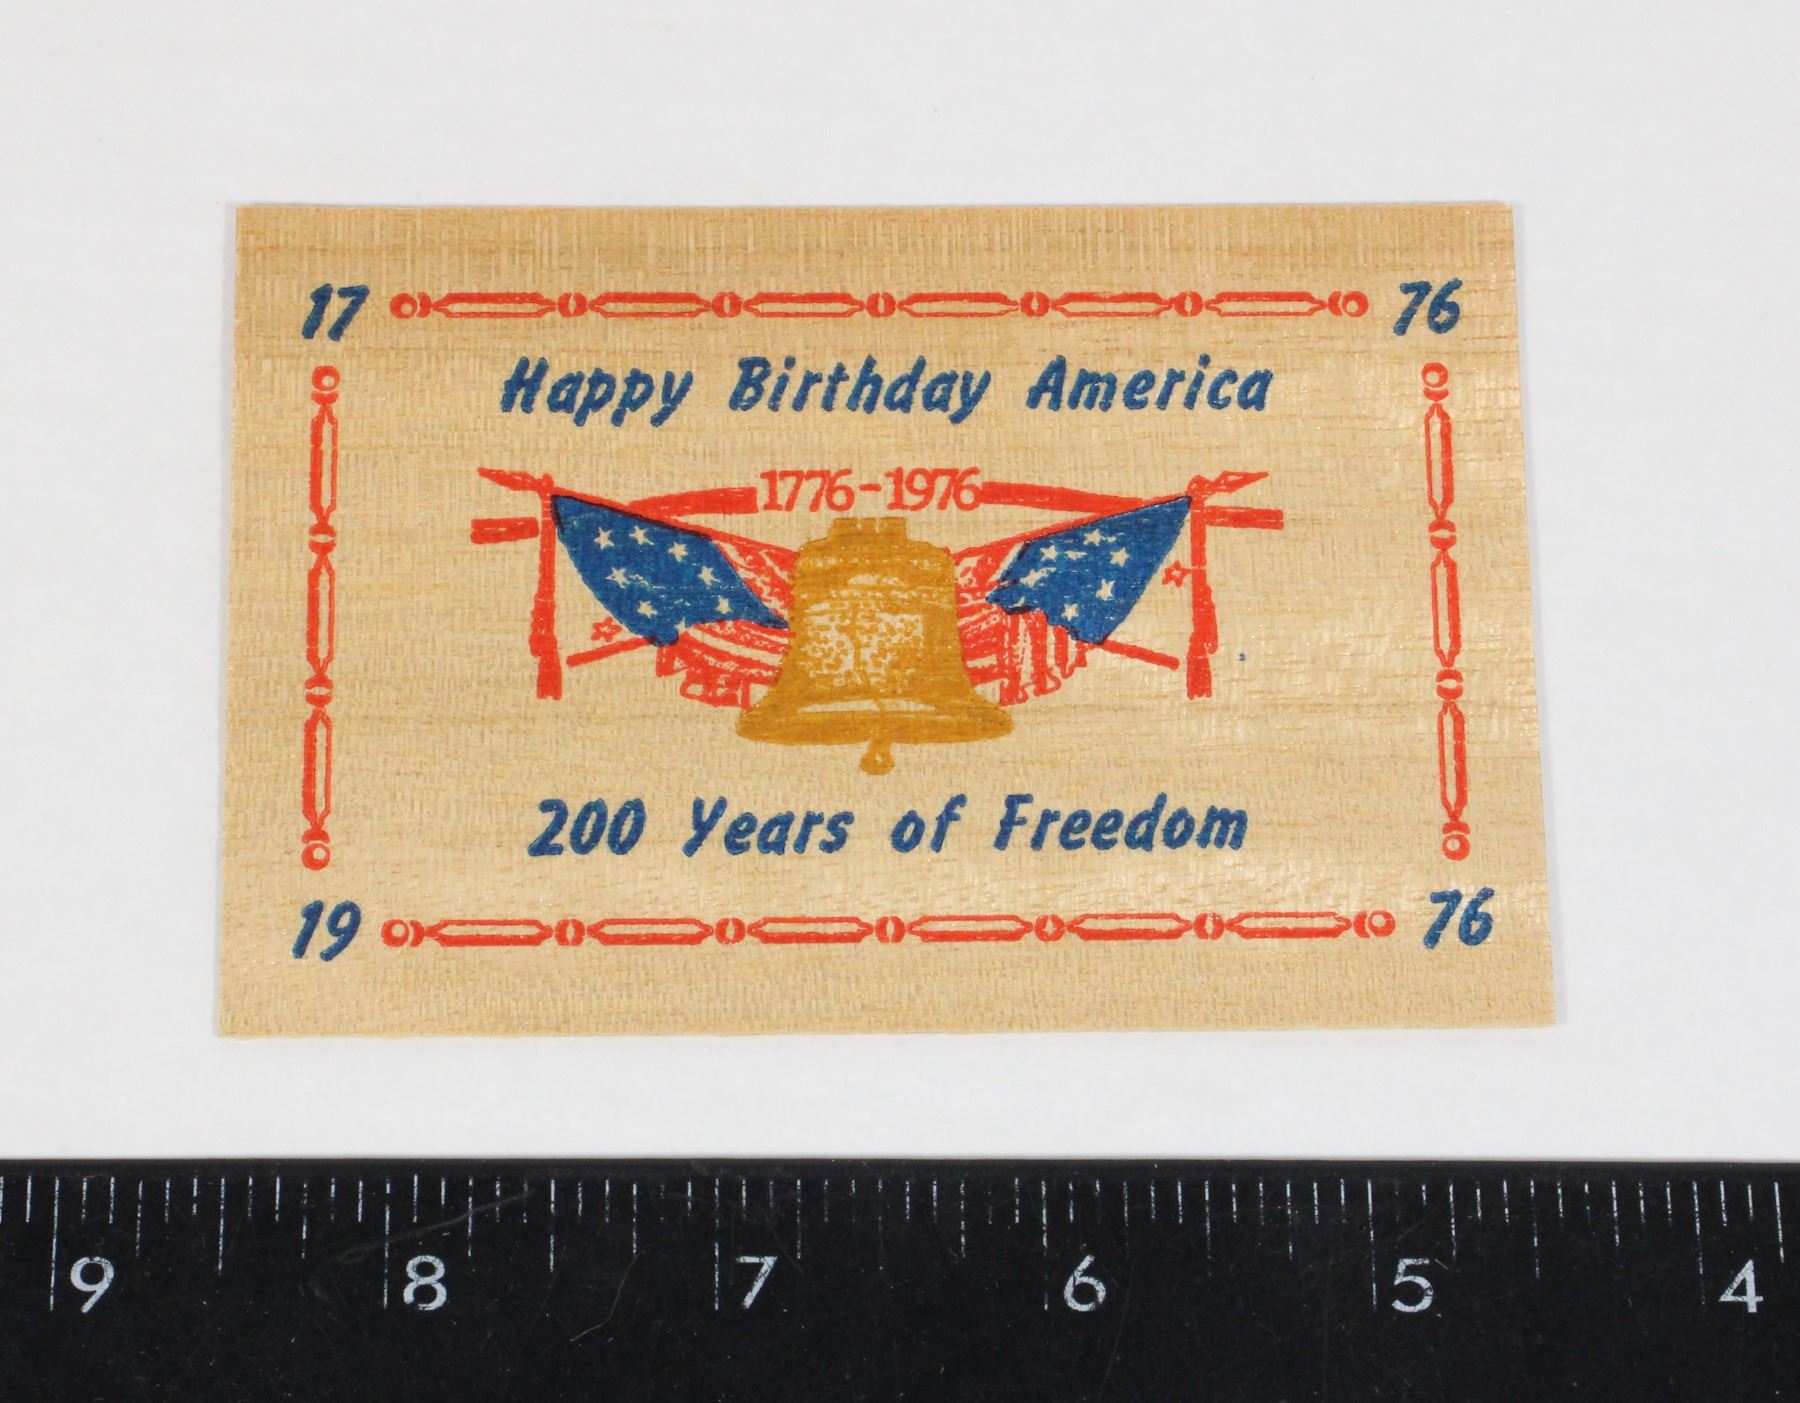 17 76
Happy Birthday America
1776-1976
200 Years of Freedom
19 76
9 8 7 6 5 4